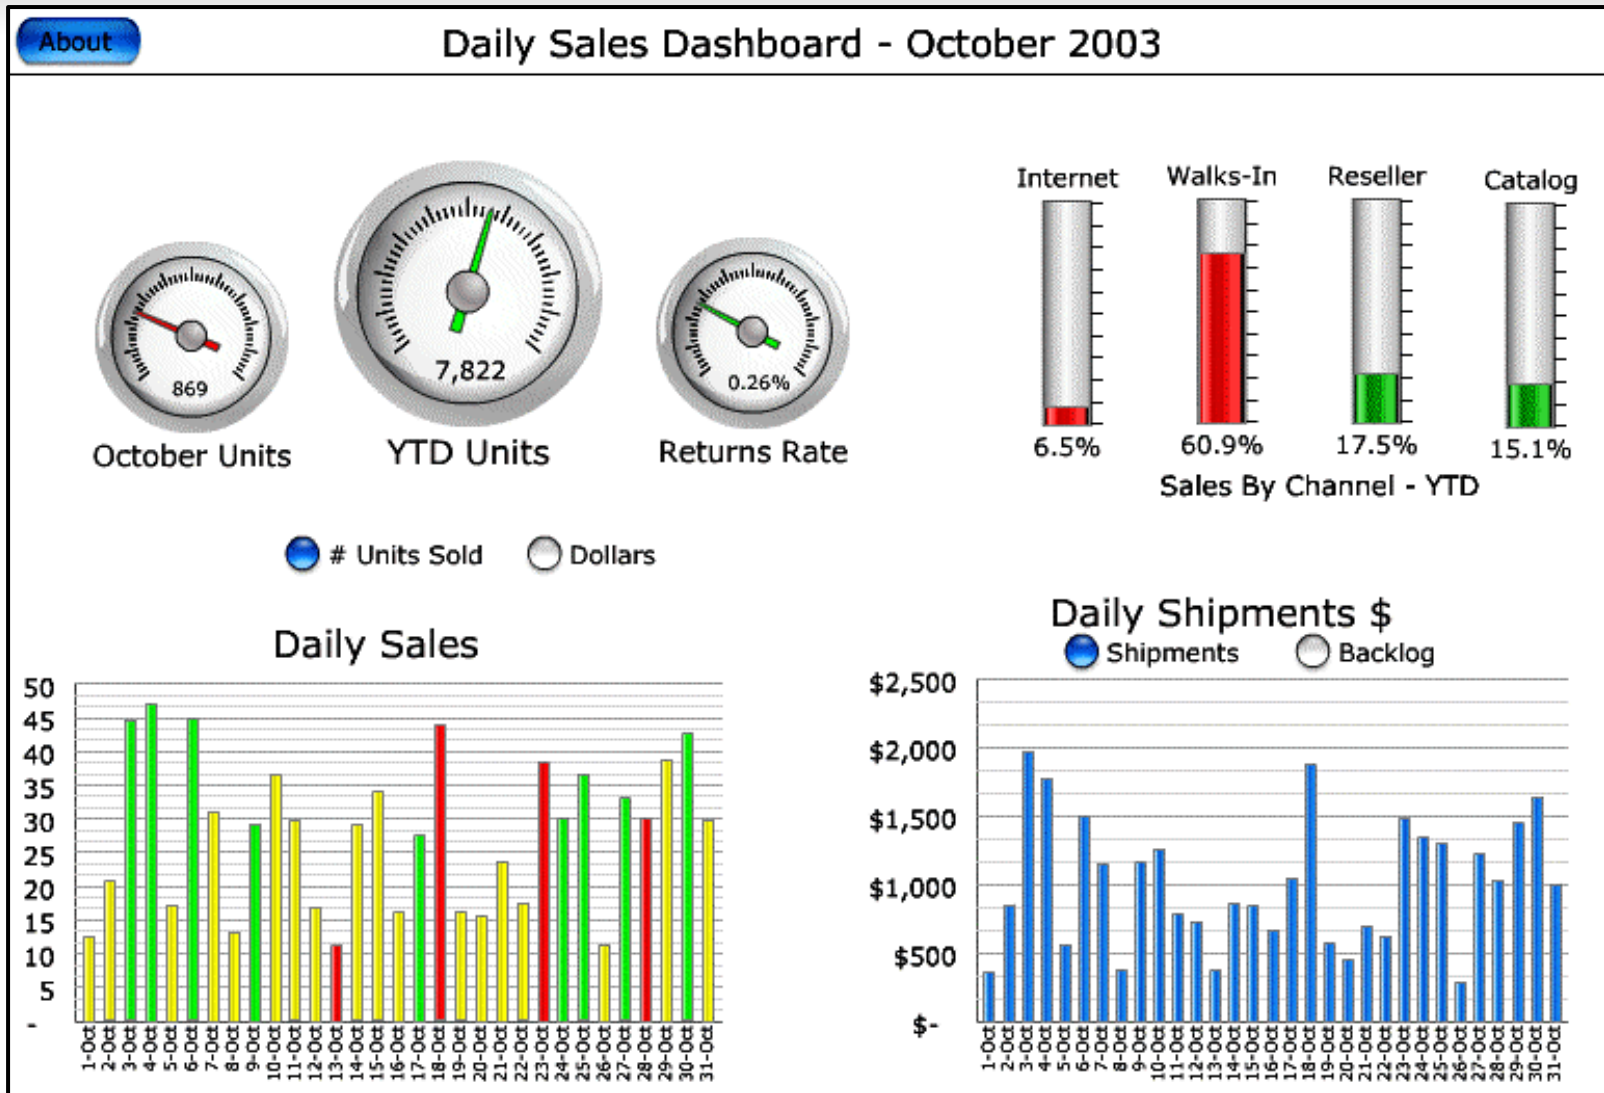 About
Daily Sales Dashboard - October 2003
Internet
Walks-In
Reseller
Catalog
869
7,822
0.26%
October Units
YTD Units
Returns Rate
6.5%
60.9%
17.5%
15.1%
Sales By Channel - YTD
# Units Sold
Dollars
Daily Sales
50
45
40
35
30
25
20
15
10
5
-
1-Oct
2-Oct
3-Oct
4-Oct
5-Oct
6-Oct
7-Oct
8-Oct
9-Oct
10-Oct
11-Oct
12-Oct
13-Oct
14-Oct
15-Oct
16-Oct
17-Oct
18-Oct
19-Oct
20-Oct
21-Oct
22-Oct
23-Oct
24-Oct
25-Oct
26-Oct
27-Oct
28-Oct
29-Oct
30-Oct
31-Oct
Daily Shipments $
Shipments
Backlog
$2,500
$2,000
$1,500
$1,000
$500
$-
1-Oct
2-Oct
3-Oct
4-Oct
5-Oct
6-Oct
7-Oct
8-Oct
9-Oct
10-Oct
11-Oct
12-Oct
13-Oct
14-Oct
15-Oct
16-Oct
17-Oct
18-Oct
19-Oct
20-Oct
21-Oct
22-Oct
23-Oct
24-Oct
25-Oct
26-Oct
27-Oct
28-Oct
29-Oct
30-Oct
31-Oct